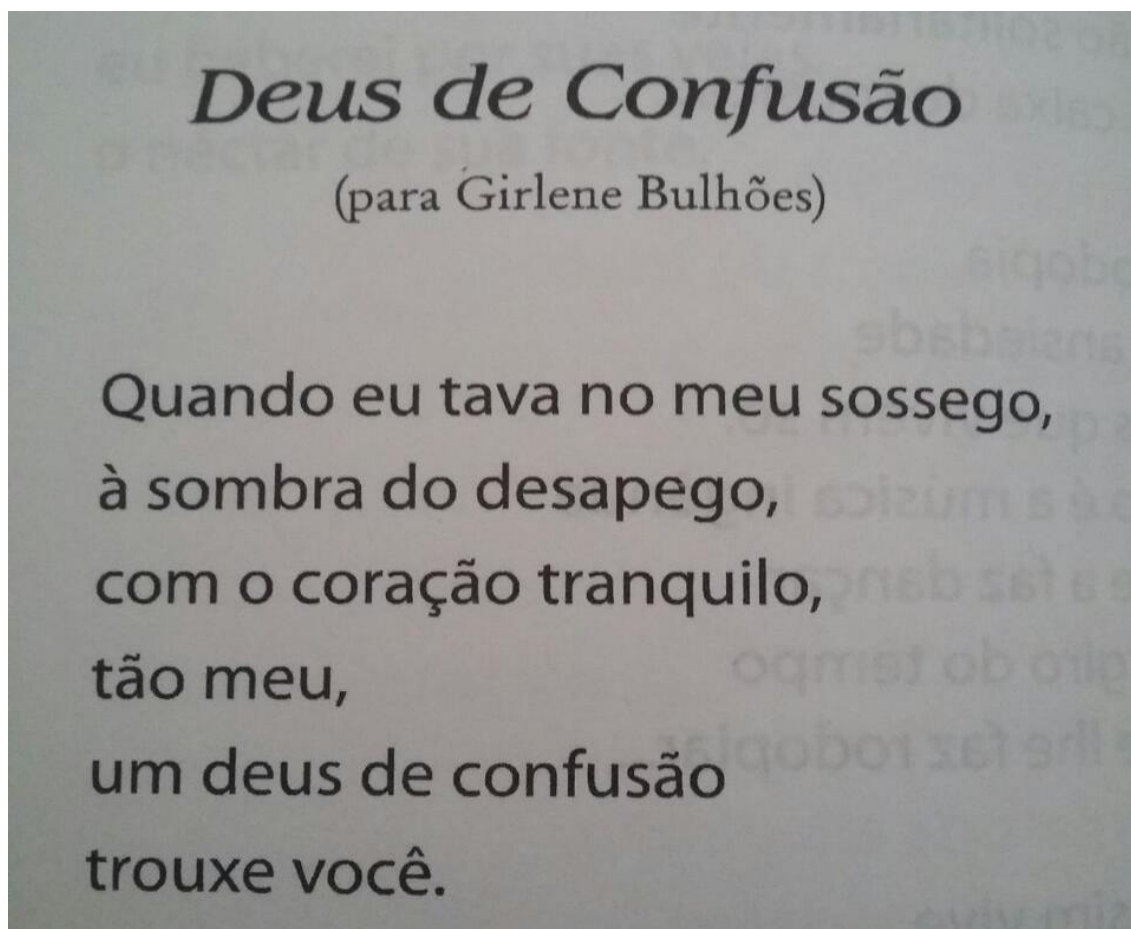 Deus de Confusão
(para Girlene Bulhões)
Quando eu tava no meu sossego,
à sombra do desapego,
com o coração tranquilo,
tão meu,
um deus de confusão
trouxe você.